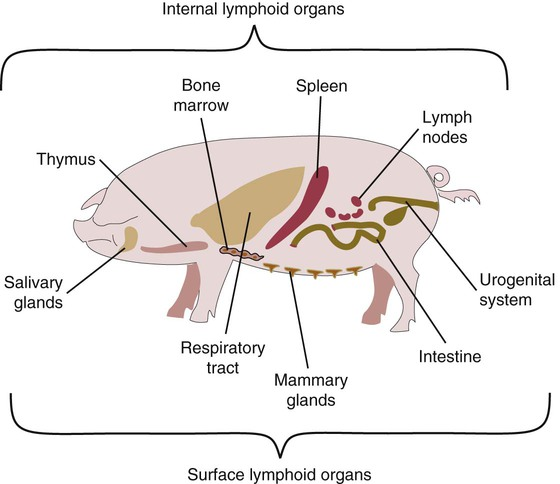 Internal lymphoid organs
Bone
marrow
Spleen
Lymph
nodes
Thymus
Salivary
glands
Urogenital
system
Respiratory
tract
Intestine
Mammary
glands
Surface lymphoid organs